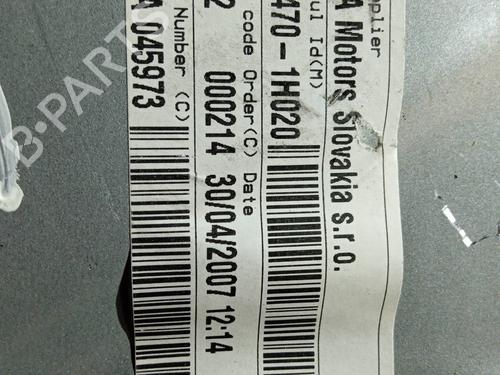 pplier
A Motors Slovakia s.r.o.
ul Id(M)
470-1H020
code Order(C) Date
2 000214 30/04/2007 12:14
Number (C)
A 045973
B-PARTS